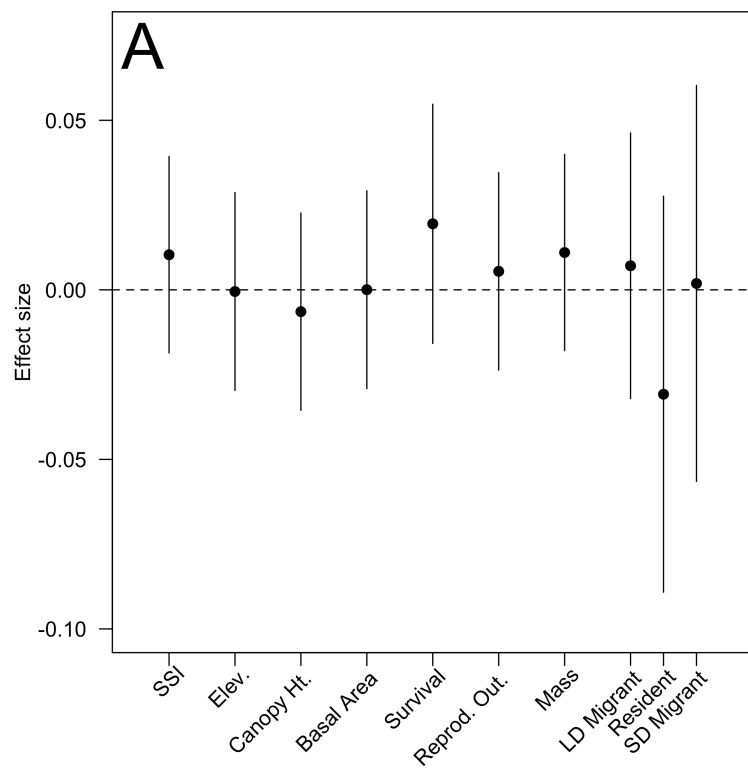 A
0.05
0.00
-0.05
-0.10
Effect size
SSI
Elev.
Canopy Ht.
Basal Area
Survival
Reprod. Out.
Mass
LD Migrant
Resident
SD Migrant